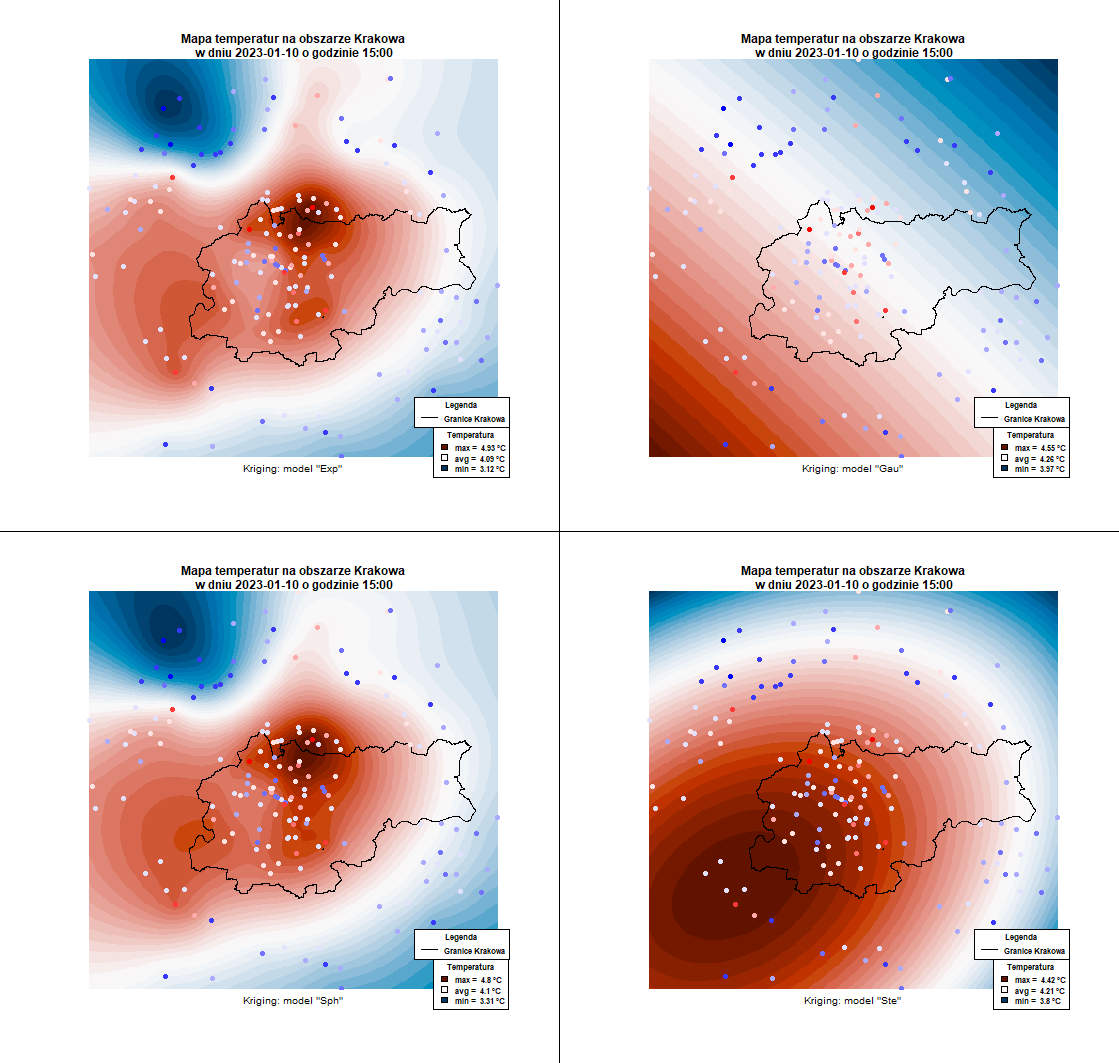 Mapa temperatur na obszarze Krakowa
w dniu 2023-01-10 o godzinie 15:00
Legenda
Granice Krakowa
Temperatura
max = 4.93 °C
avg = 4.09 °C
min = 3.12 °C
Kriging: model "Exp"
Mapa temperatur na obszarze Krakowa
w dniu 2023-01-10 o godzinie 15:00
Legenda
Granice Krakowa
Temperatura
max = 4.55 °C
avg = 4.26 °C
min = 3.97 °C
Kriging: model "Gau"
Mapa temperatur na obszarze Krakowa
w dniu 2023-01-10 o godzinie 15:00
Legenda
Granice Krakowa
Temperatura
max = 4.8 °C
avg = 4.1 °C
min = 3.31 °C
Kriging: model "Sph"
Mapa temperatur na obszarze Krakowa
w dniu 2023-01-10 o godzinie 15:00
Legenda
Granice Krakowa
Temperatura
max = 4.42 °C
avg = 4.21 °C
min = 3.8 °C
Kriging: model "Ste"